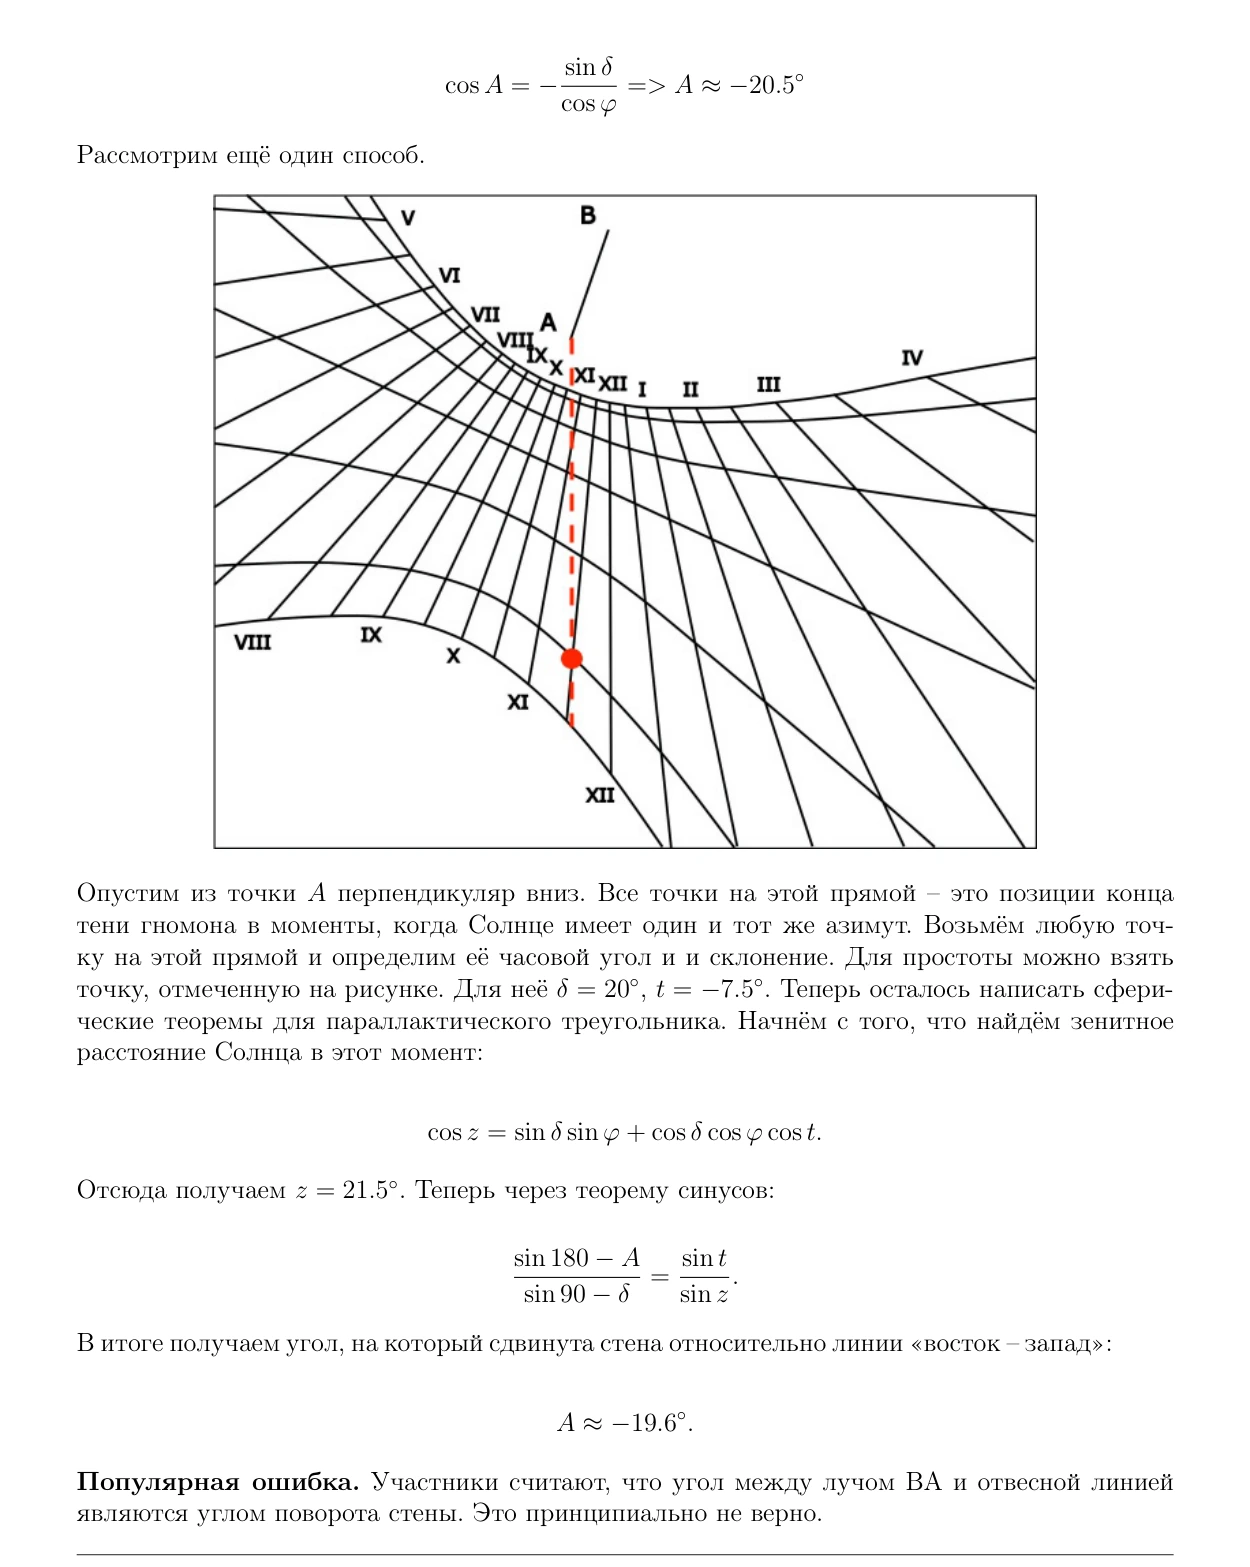 cos A = − sin δ / cos φ => A ≈ −20.5°
Рассмотрим ещё один способ.
V
B
VI
VII
A
VIII
IX
X
XI
XII
I
II
III
IV
VIII
IX
X
XI
XII
Опустим из точки A перпендикуляр вниз. Все точки на этой прямой – это позиции конца
тени гномона в моменты, когда Солнце имеет один и тот же азимут. Возьмём любую точ-
ку на этой прямой и определим её часовой угол и и склонение. Для простоты можно взять
точку, отмеченную на рисунке. Для неё δ = 20°, t = −7.5°. Теперь осталось написать сфери-
ческие теоремы для параллактического треугольника. Начнём с того, что найдём зенитное
расстояние Солнца в этот момент:
cos z = sin δ sin φ + cos δ cos φ cos t.
Отсюда получаем z = 21.5°. Теперь через теорему синусов:
sin 180 − A / sin 90 − δ = sin t / sin z.
В итоге получаем угол, на который сдвинута стена относительно линии «восток – запад»:
A ≈ −19.6°.
Популярная ошибка. Участники считают, что угол между лучом BA и отвесной линией
являются углом поворота стены. Это принципиально не верно.